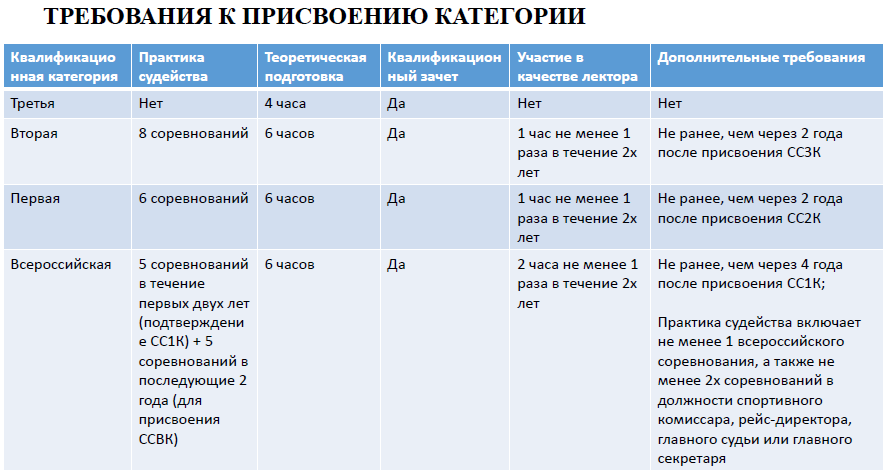 ТРЕБОВАНИЯ К ПРИСВОЕНИЮ КАТЕГОРИИ
Квалификацио
нная категория
Практика
судейства
Теоретическая
подготовка
Квалификацион
ный зачет
Участие в
качестве лектора
Дополнительные требования
Третья
Нет
4 часа
Да
Нет
Нет
Вторая
8 соревнований
6 часов
Да
1 час не менее 1
раза в течение 2х
лет
Не ранее, чем через 2 года
после присвоения ССЗК
Первая
6 соревнований
6 часов
Да
1 час не менее 1
раза в течение 2х
лет
Не ранее, чем через 2 года
после присвоения СС2К
Всероссийская
5 соревнований
в течение
первых двух лет
(подтверждени
е СС1К) + 5
соревнований в
последующие 2
года (для
присвоения
ССВК)
6 часов
Да
2 часа не менее 1
раза в течение 2х
лет
Не ранее, чем через 4 года
после присвоения СС1К;
Практика судейства включает
не менее 1 всероссийского
соревнования, а также не
менее 2х соревнований в
должности спортивного
комиссара, рейс-директора,
главного судьи или главного
секретаря